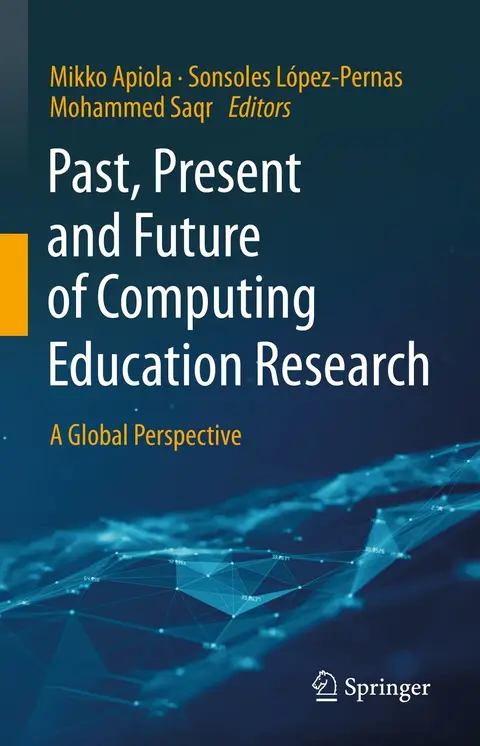 Mikko Apiola · Sonsoles López-Pernas
Mohammed Saqr Editors
Past, Present
and Future
of Computing
Education Research
A Global Perspective
Springer